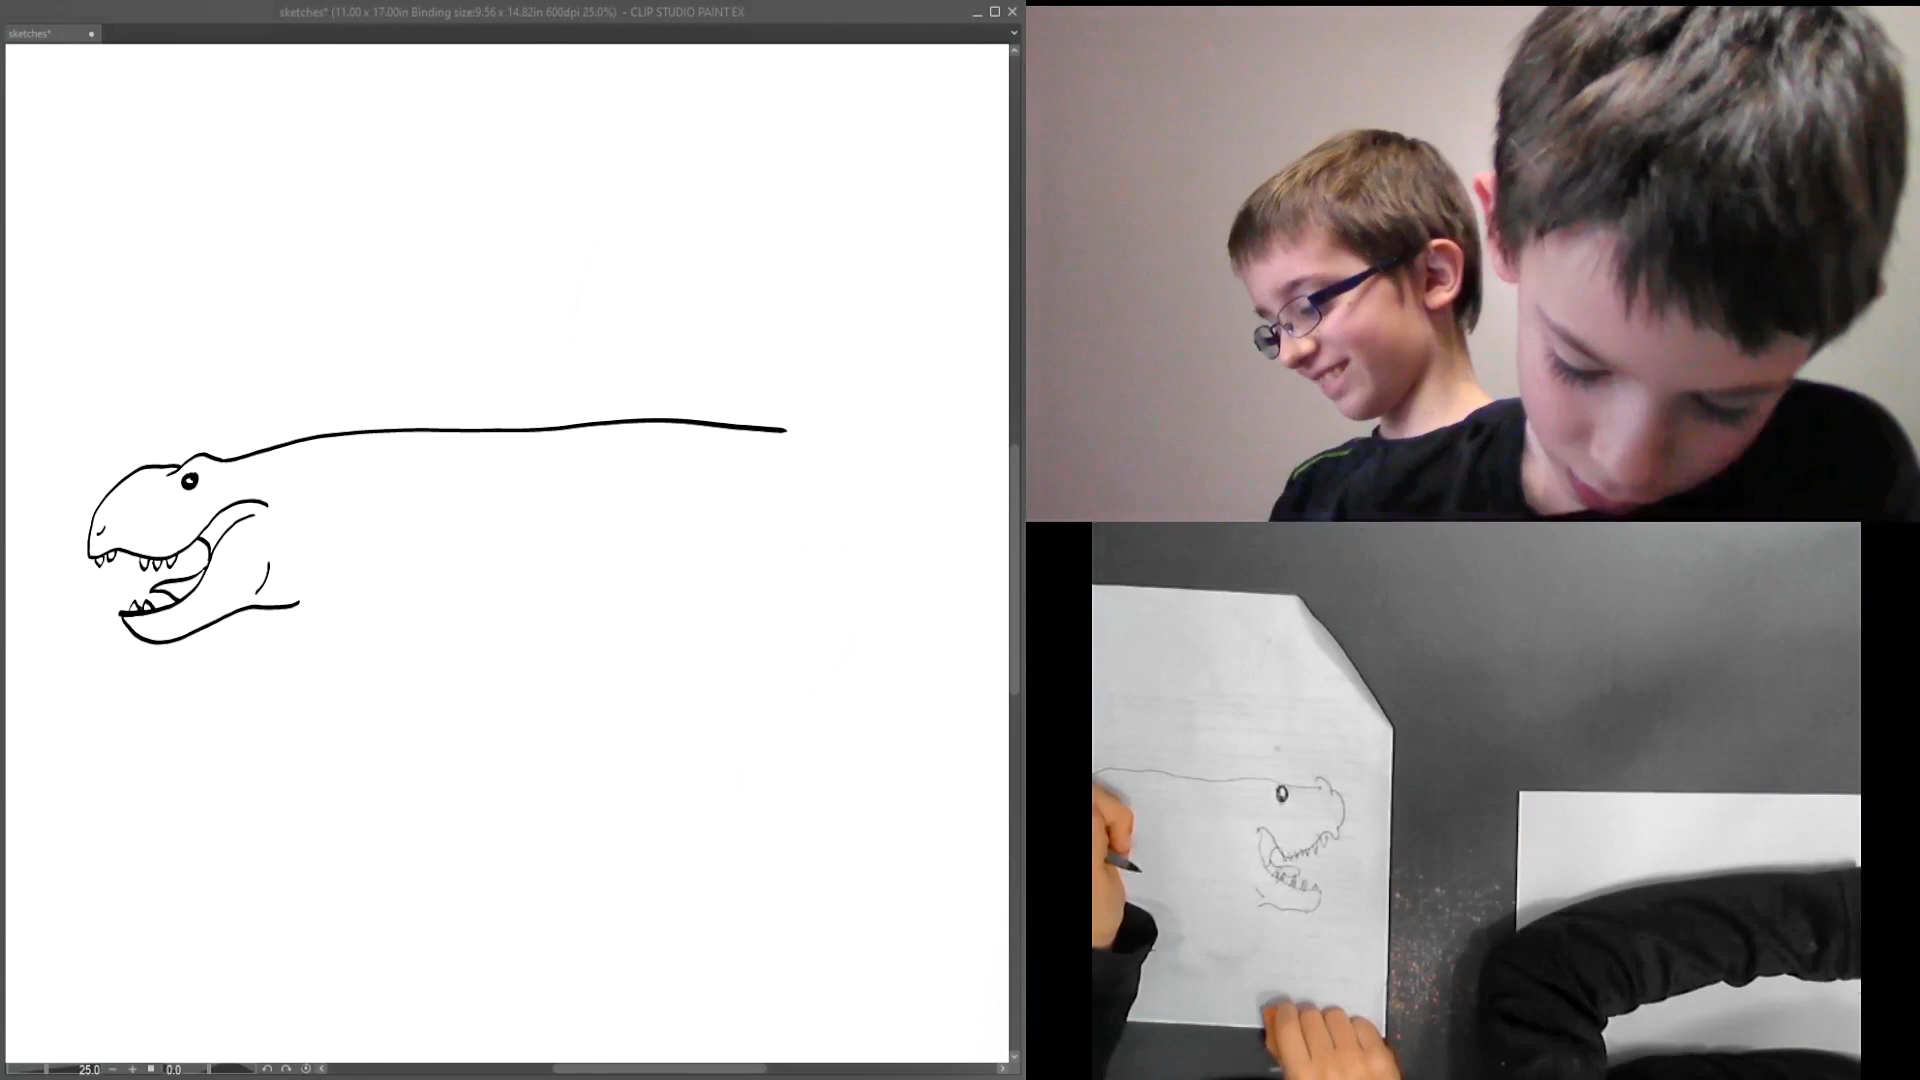 sketches* (11.00 x 17.00in Binding size:9.56 x 14.82in 600dpi 25.0%) - CLIP STUDIO PAINT EX
sketches*
25.0
0.0